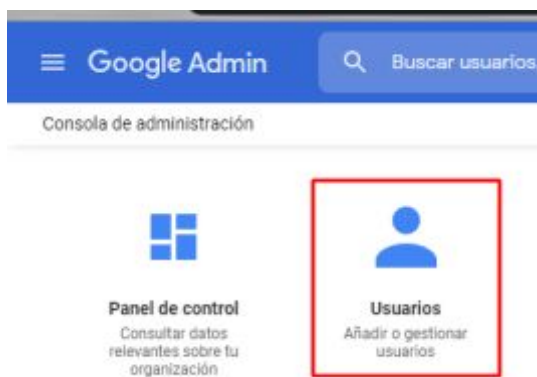 Google Admin
Buscar usuarios
Consola de administración
Panel de control
Consultar datos
relevantes sobre tu
organización
Usuarios
Añadir o gestionar
usuarios